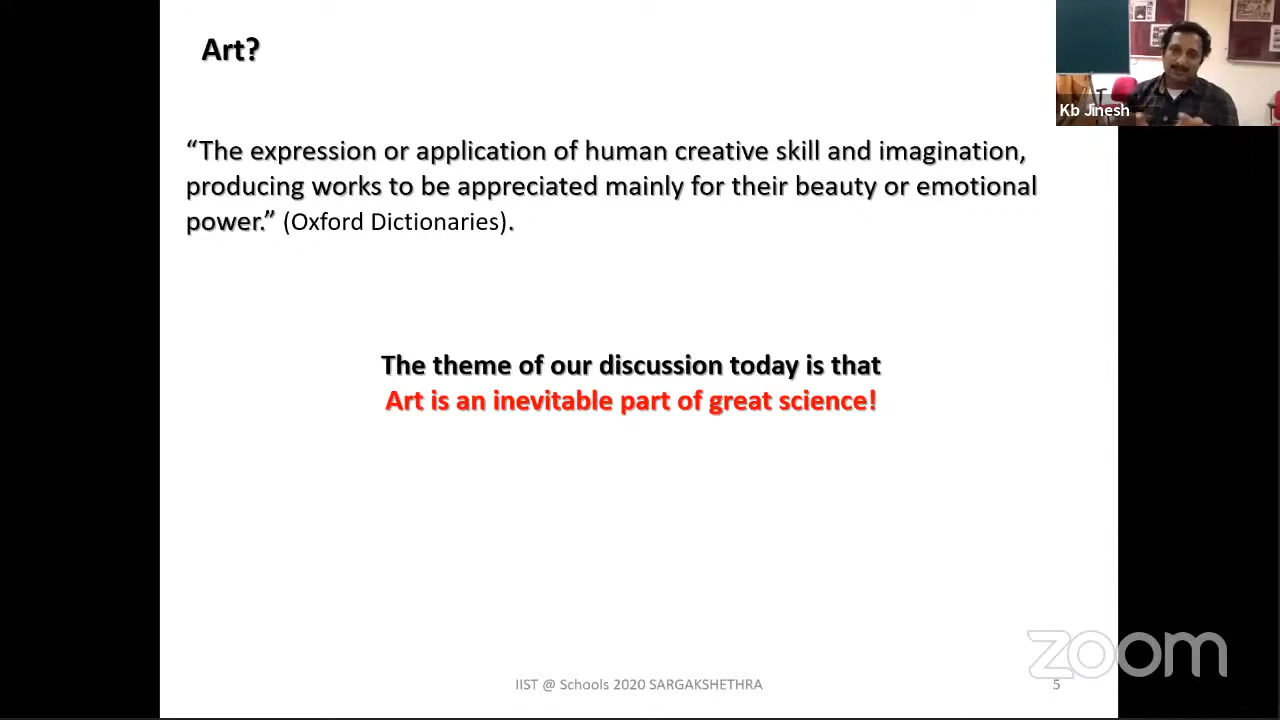 Art?
Kb Jinesh
“The expression or application of human creative skill and imagination,
producing works to be appreciated mainly for their beauty or emotional
power.” (Oxford Dictionaries).
The theme of our discussion today is that
Art is an inevitable part of great science!
zoom
IIST @ Schools 2020 SARGAKSHETHRA
5